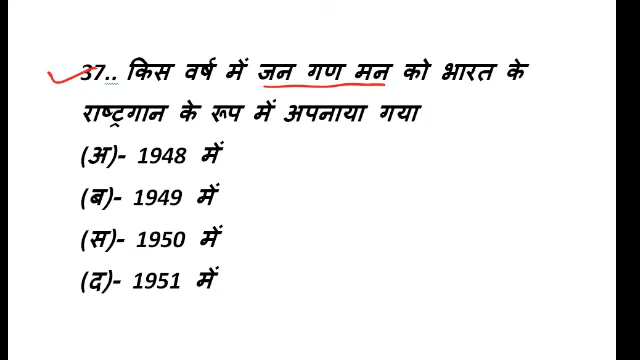 37.. किस वर्ष में जन गण मन को भारत के
राष्ट्रगान के रूप में अपनाया गया
(अ)- 1948 में
(ब)- 1949 में
(स)- 1950 में
(द)- 1951 में